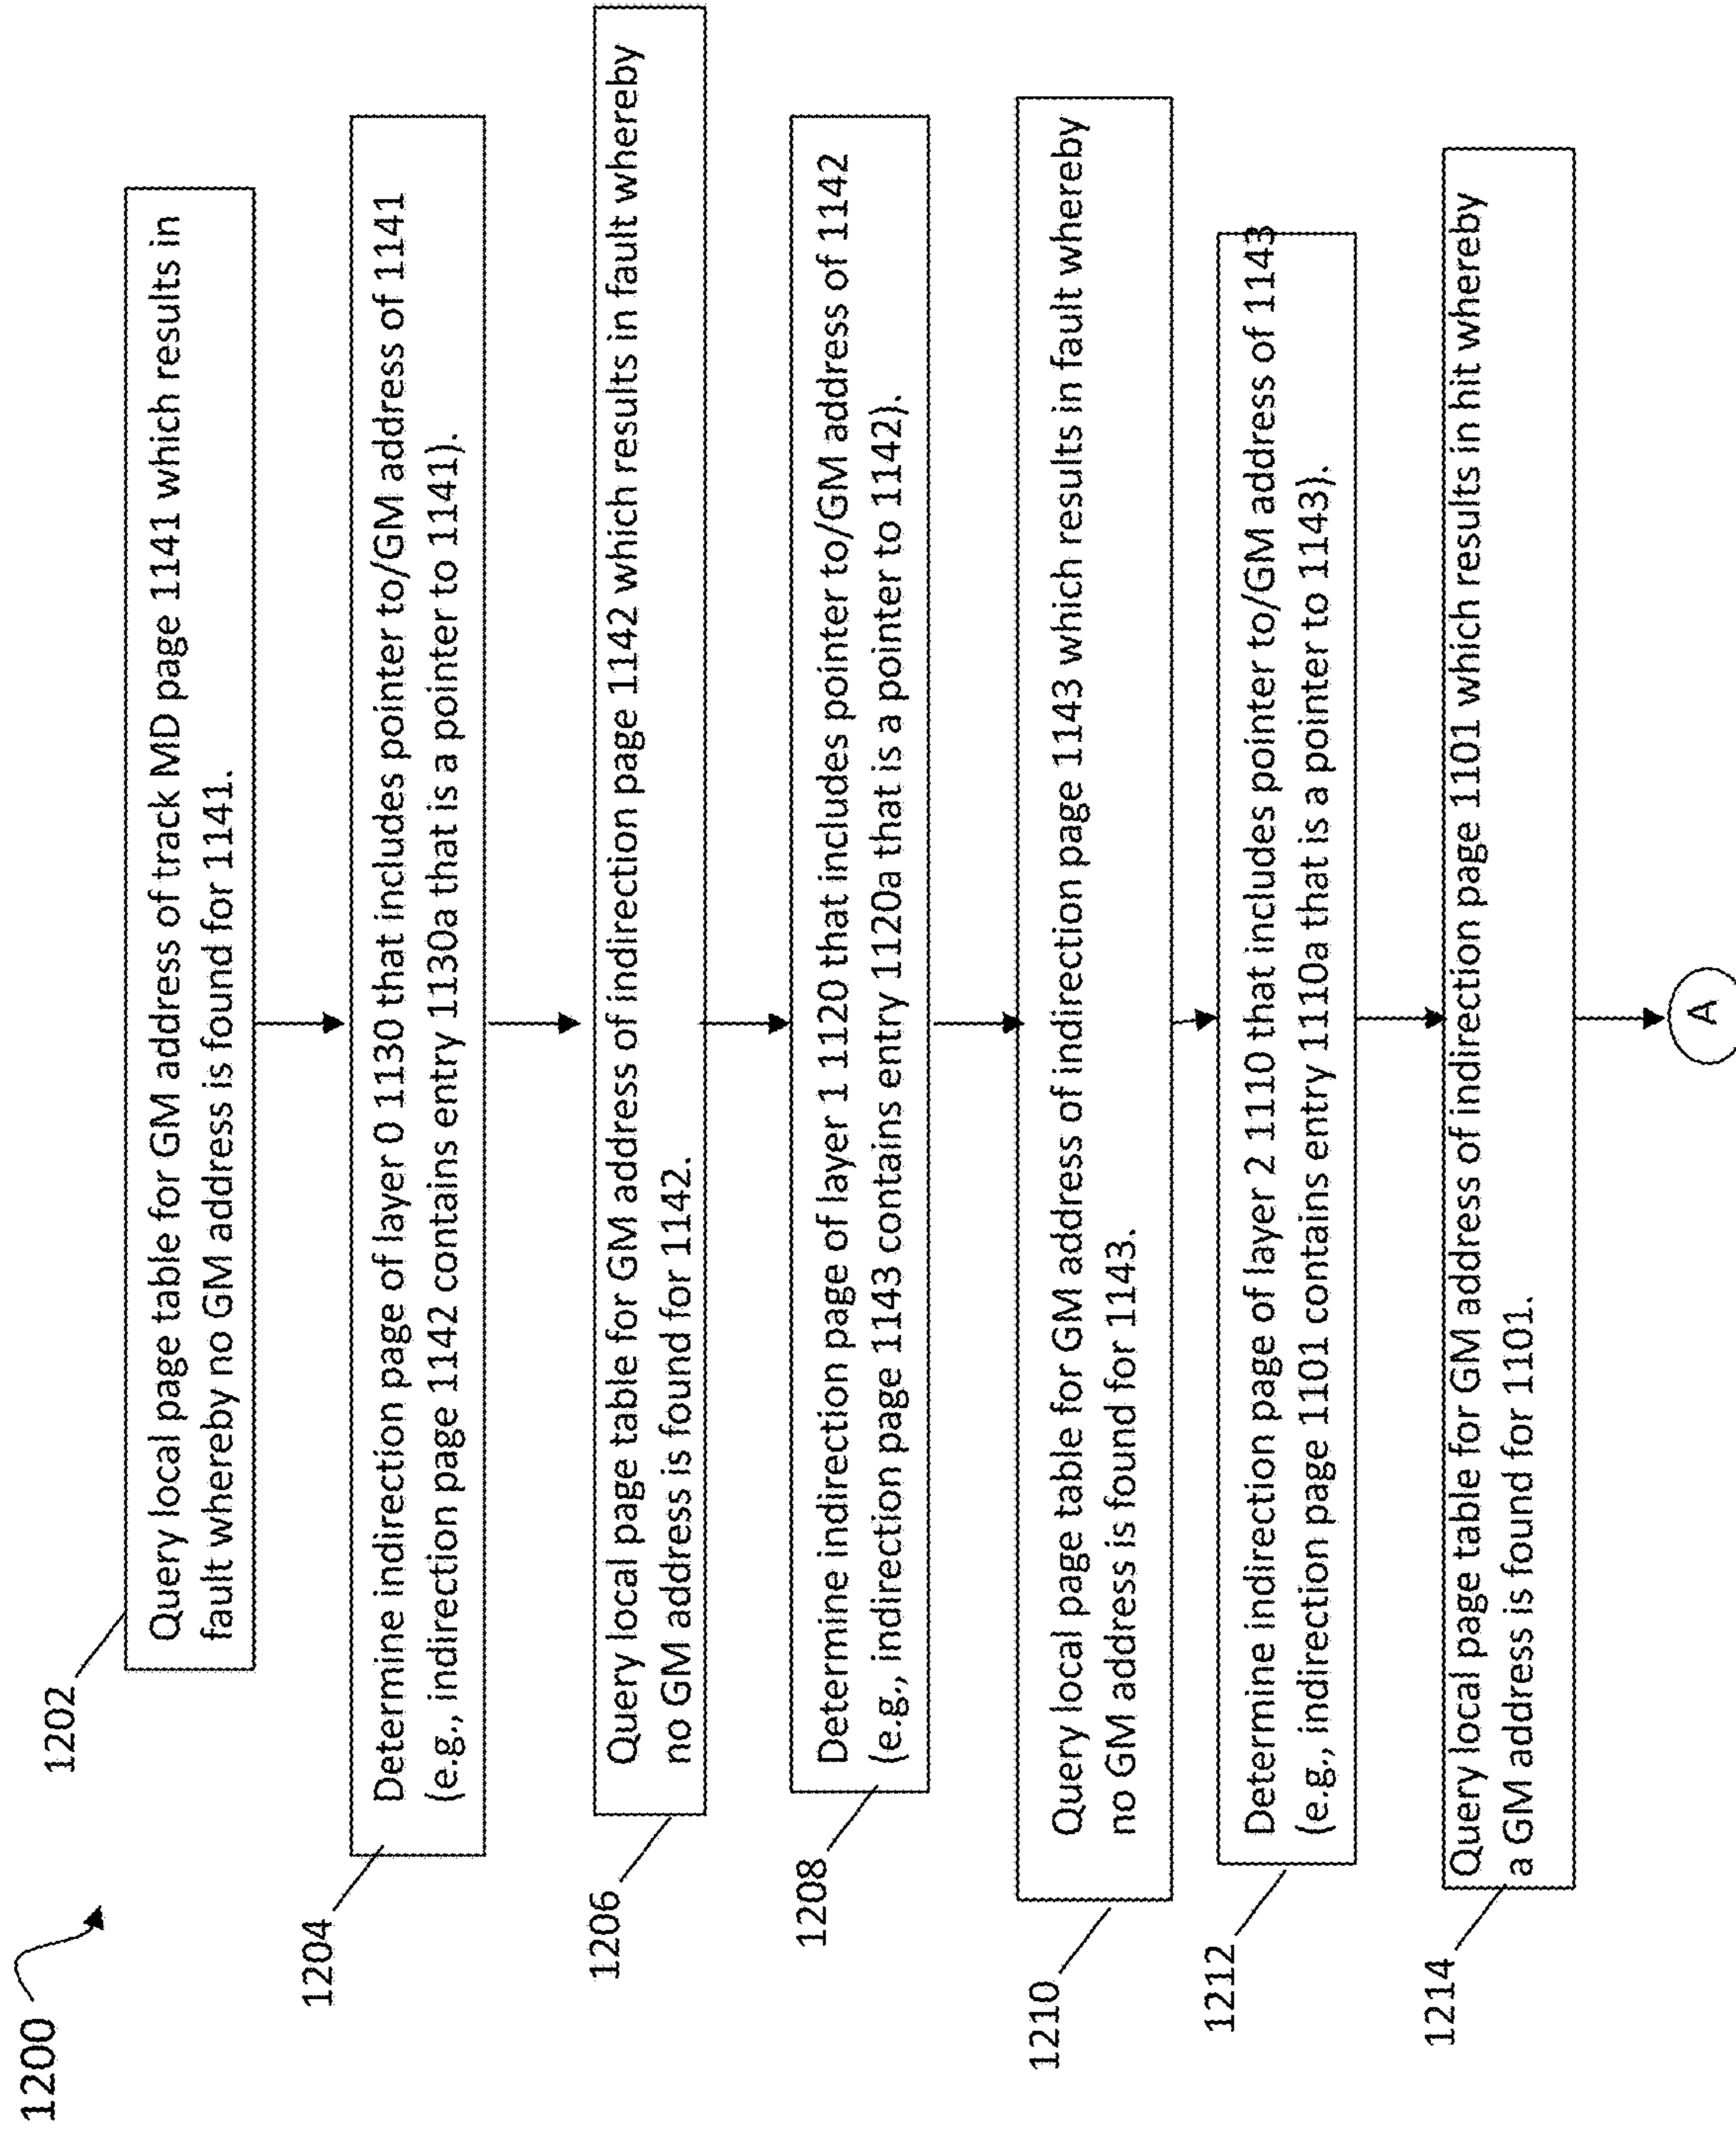 1200
1202
Query local page table for GM address of track MD page 1141 which results in
fault whereby no GM address is found for 1141.
1204
Determine indirection page of layer 0 1130 that includes pointer to/GM address of 1141
(e.g., indirection page 1142 contains entry 1130a that is a pointer to 1141).
1206
Query local page table for GM address of indirection page 1142 which results in fault whereby
no GM address is found for 1142.
1208
Determine indirection page of layer 1 1120 that includes pointer to/GM address of 1142
(e.g., indirection page 1143 contains entry 1120a that is a pointer to 1142).
1210
Query local page table for GM address of indirection page 1143 which results in fault whereby
no GM address is found for 1143.
1212
Determine indirection page of layer 2 1110 that includes pointer to/GM address of 1143
(e.g., indirection page 1101 contains entry 1110a that is a pointer to 1143).
1214
Query local page table for GM address of indirection page 1101 which results in hit whereby
a GM address is found for 1101.
A